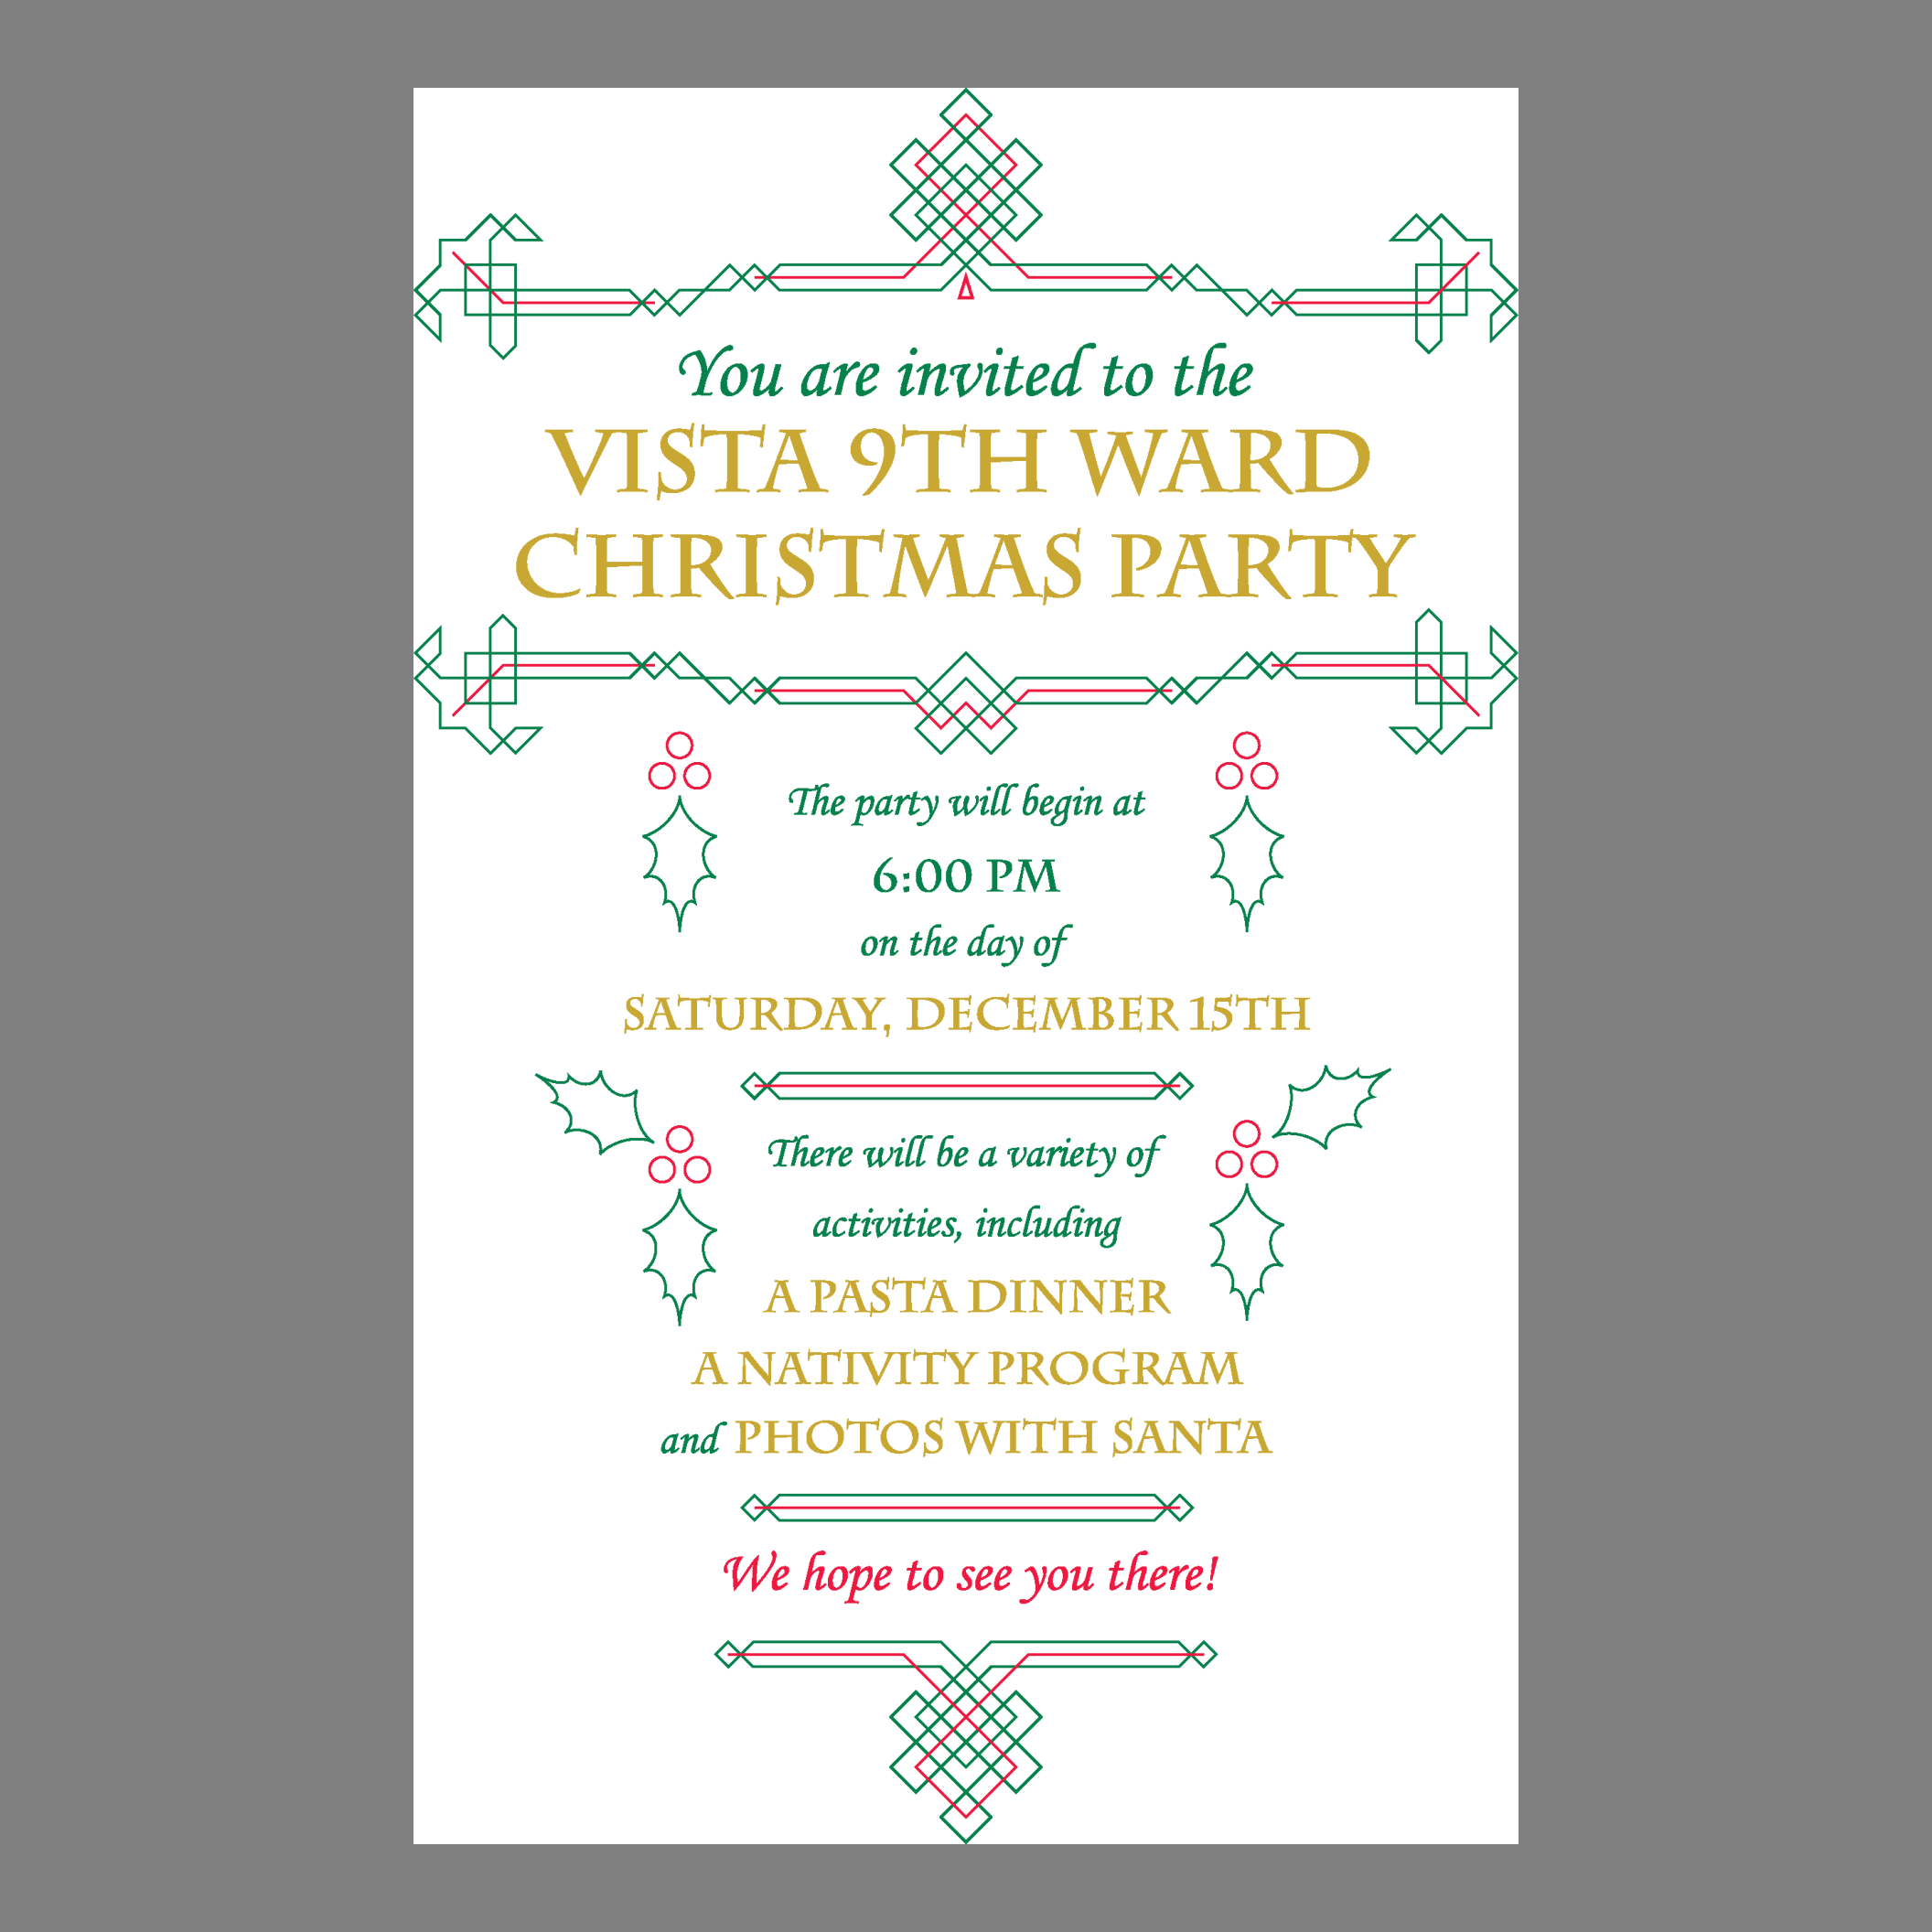 You are invited to the
VISTA 9TH WARD
CHRISTMAS PARTY
The party will begin at
6:00 PM
on the day of
SATURDAY, DECEMBER 15TH
There will be a variety of
activities, including
A PASTA DINNER
A NATIVITY PROGRAM
and PHOTOS WITH SANTA
We hope to see you there!